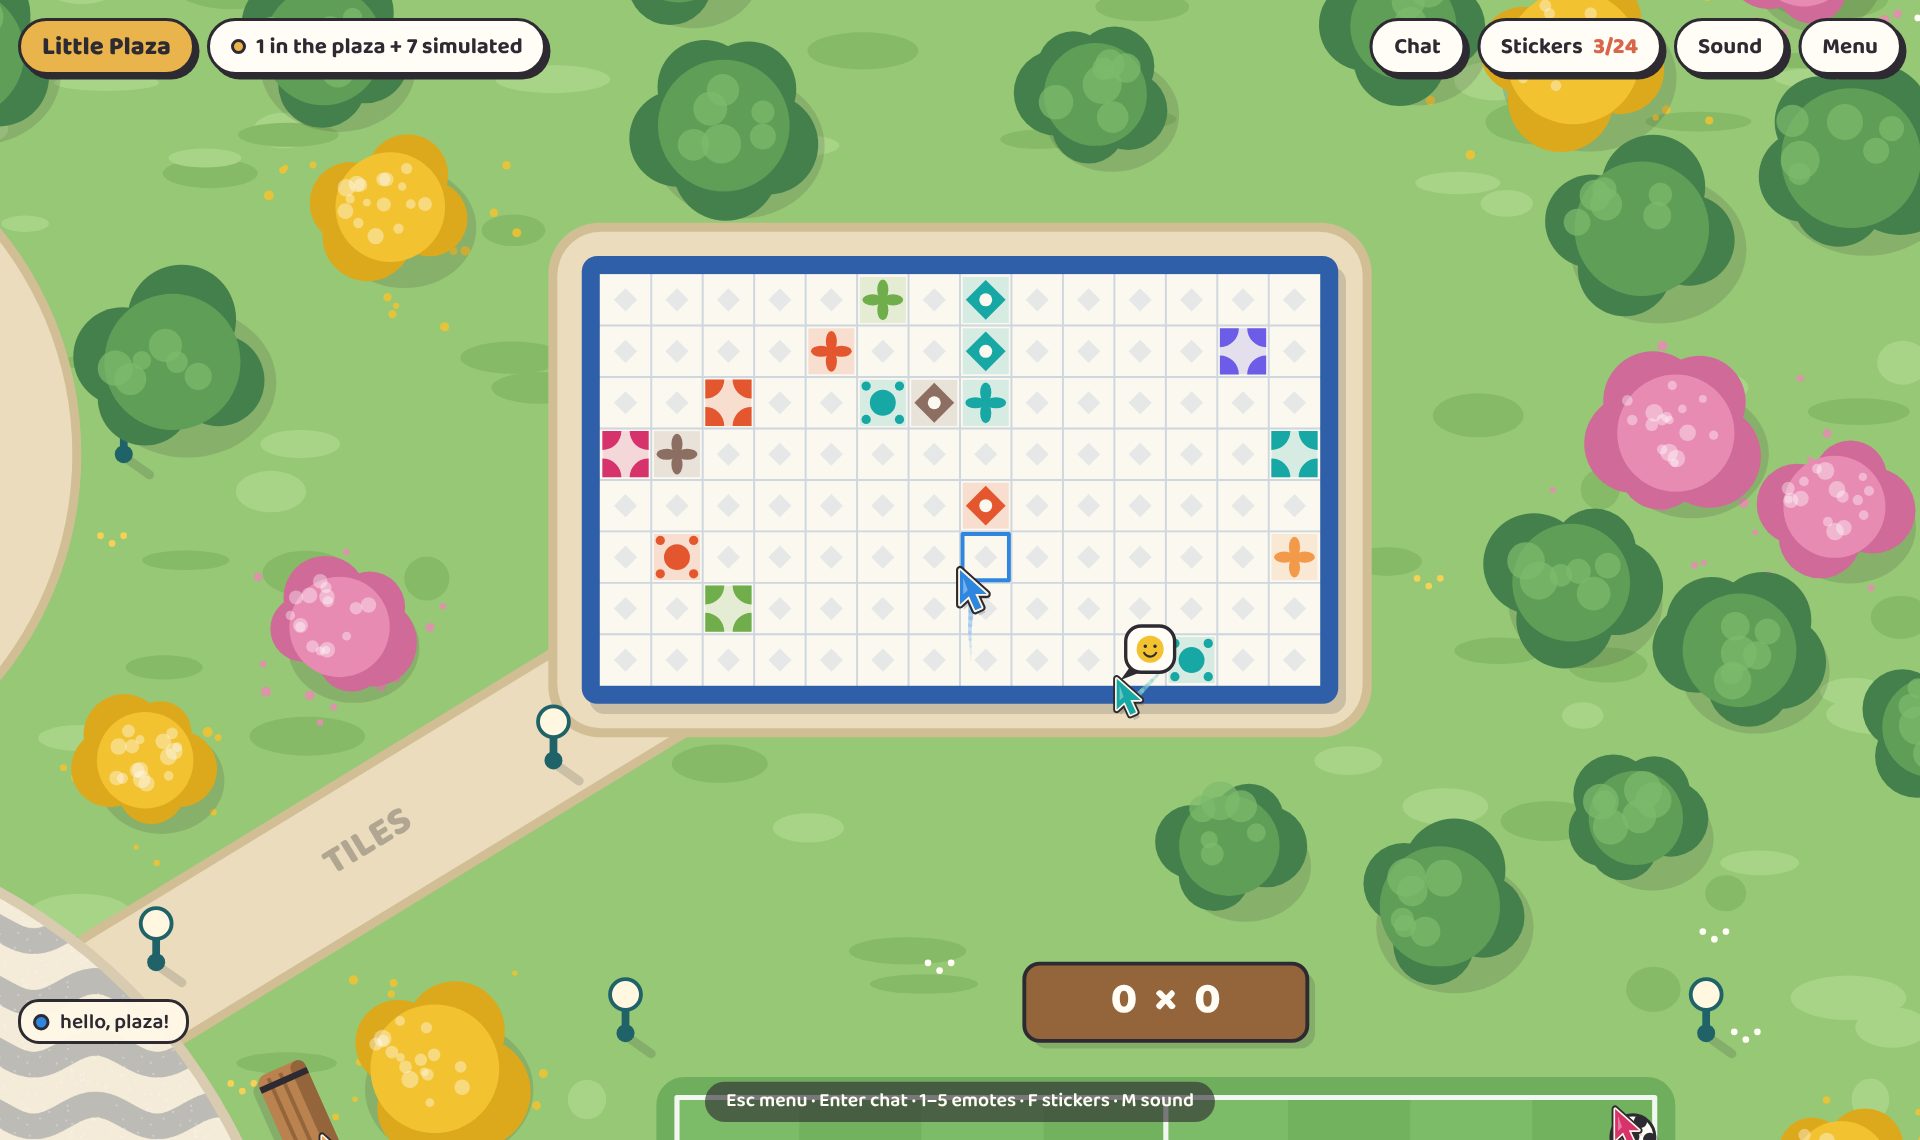 Little Plaza
1 in the plaza + 7 simulated
Chat
Stickers 3/24
Sound
Menu
TILES
0 × 0
hello, plaza!
Esc menu · Enter chat · 1–5 emotes · F stickers · M sound